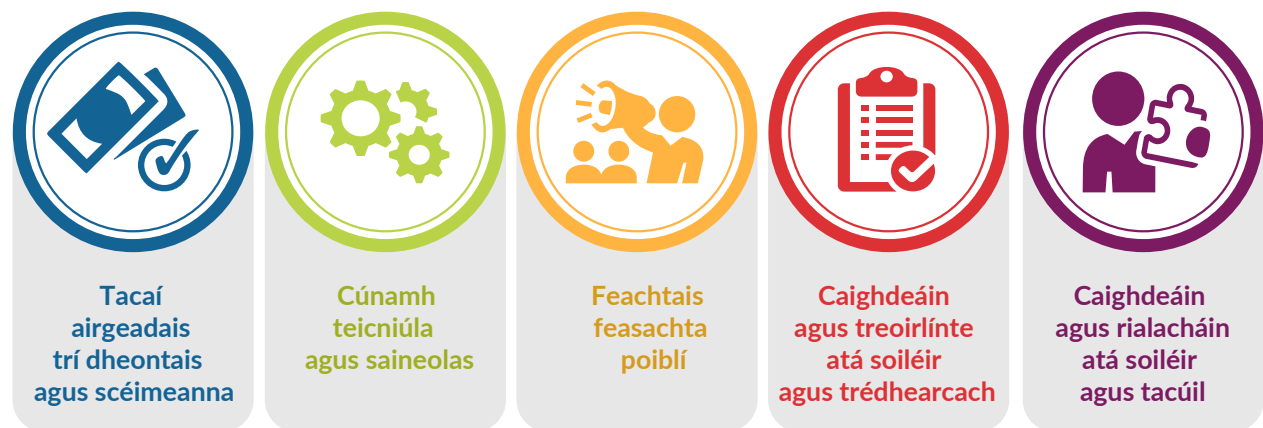 Tacaí
airgeadais
trí dheontais
agus scéimeanna
Cúnamh
teicniúla
agus saineolas
Feachtais
feasachta
poiblí
Caighdeáin
agus treoirlínte
atá soiléir
agus trédhearcach
Caighdeáin
agus rialacháin
atá soiléir
agus tacúil